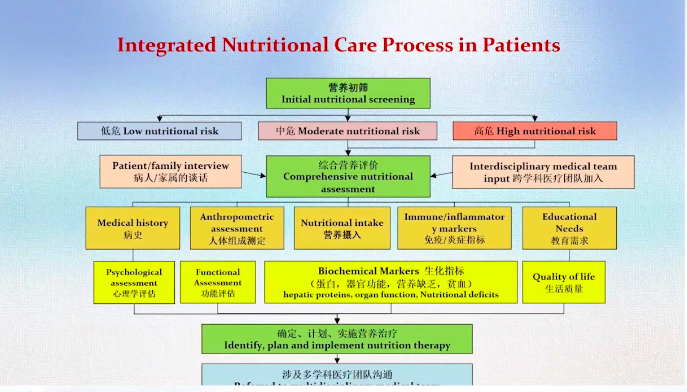 Integrated Nutritional Care Process in Patients
营养初筛
Initial nutritional screening
低危 Low nutritional risk
中危 Moderate nutritional risk
高危 High nutritional risk
Patient/family interview
病人/家属的谈话
综合营养评价
Comprehensive nutritional
assessment
Interdisciplinary medical team
input 跨学科医疗团队加入
Medical history
病史
Anthropometric
assessment
人体组成测定
Nutritional intake
营养摄入
Immune/inflammator
y markers
免疫/炎症指标
Educational
Needs
教育需求
Psychological
assessment
心理学评估
Functional
Assessment
功能评估
Biochemical Markers 生化指标
（蛋白，器官功能，营养缺乏，贫血）
hepatic proteins, organ function, Nutritional deficits
Quality of life
生活质量
确定、计划、实施营养治疗
Identify, plan and implement nutrition therapy
涉及多学科医疗团队沟通